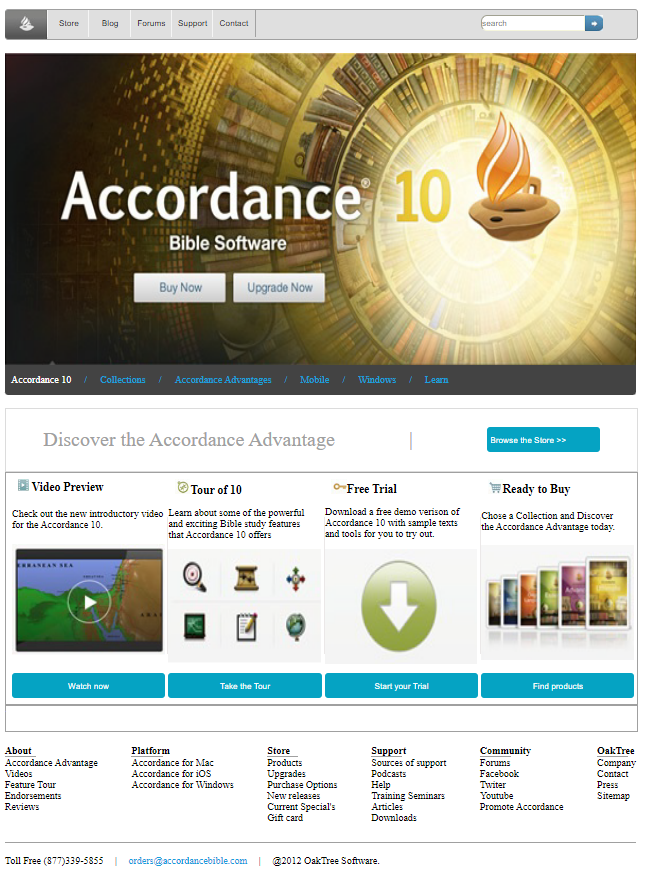 Store Blog Forums Support Contact search
Accordance® 10
Bible Software
Buy Now Upgrade Now
Accordance 10 / Collections / Accordance Advantages / Mobile / Windows / Learn
Discover the Accordance Advantage | Browse the Store >>
Video Preview
Check out the new introductory video
for the Accordance 10.
Watch now
Tour of 10
Learn about some of the powerful
and exciting Bible study features
that Accordance 10 offers
Take the Tour
Free Trial
Download a free demo verison of
Accordance 10 with sample texts
and tools for you to try out.
Start your Trial
Ready to Buy
Chose a Collection and Discover
the Accordance Advantage today.
Find products
About
Accordance Advantage
Videos
Feature Tour
Endorsements
Reviews
Platform
Accordance for Mac
Accordance for iOS
Accordance for Windows
Store
Products
Upgrades
Purchase Options
New releases
Current Special's
Gift card
Support
Sources of support
Podcasts
Help
Training Seminars
Articles
Downloads
Community
Forums
Facebook
Twiter
Youtube
Promote Accordance
OakTree
Company
Contact
Press
Sitemap
Toll Free (877)339-5855 | orders@accordancebible.com | @2012 OakTree Software.